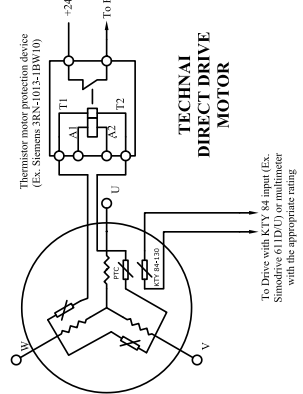 +24
To P
Thermistor motor protection device
(Ex. Siemens 3RN-1013-1BW10)
T1
T2
A1
A2
TECHNAI
DIRECT DRIVE
MOTOR
U
PTC
KTY 84-130
W
V
To Drive with KTY 84 input (Ex.
Simodrive 611D/U) or multimeter
with the appropriate rating